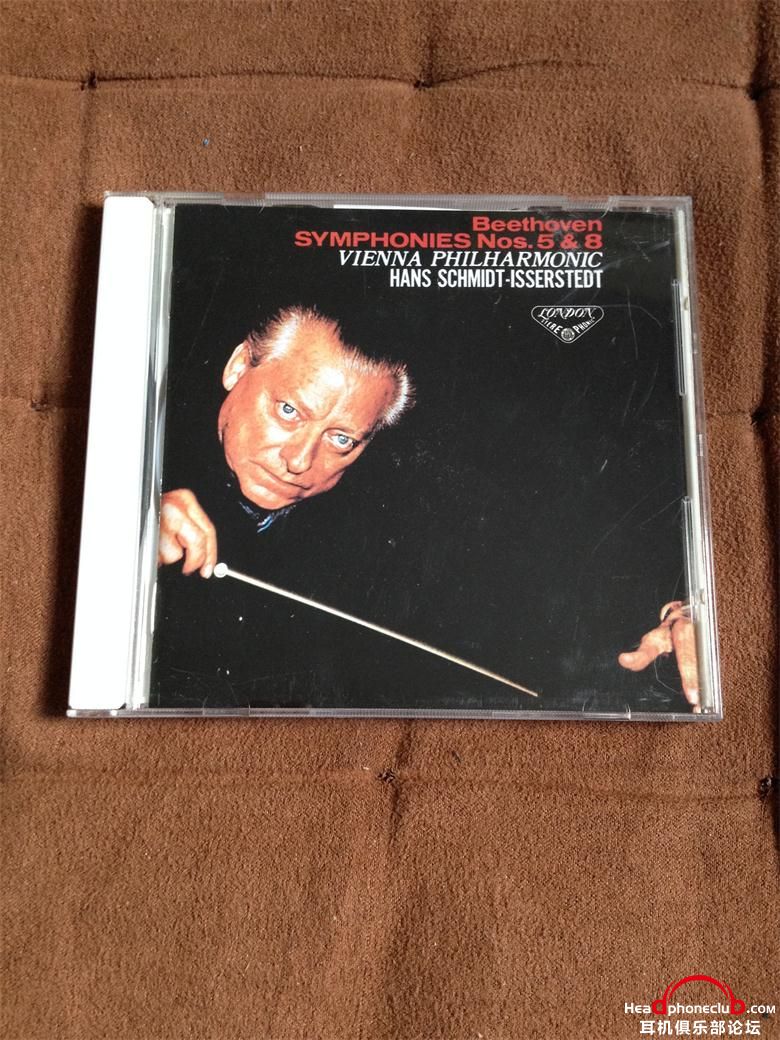 Beethoven
SYMPHONIES Nos. 5 & 8
VIENNA PHILHARMONIC
HANS SCHMIDT-ISSERSTEDT
LONDON
STEREOPHONIC
Headphoneclub.com
耳机俱乐部论坛